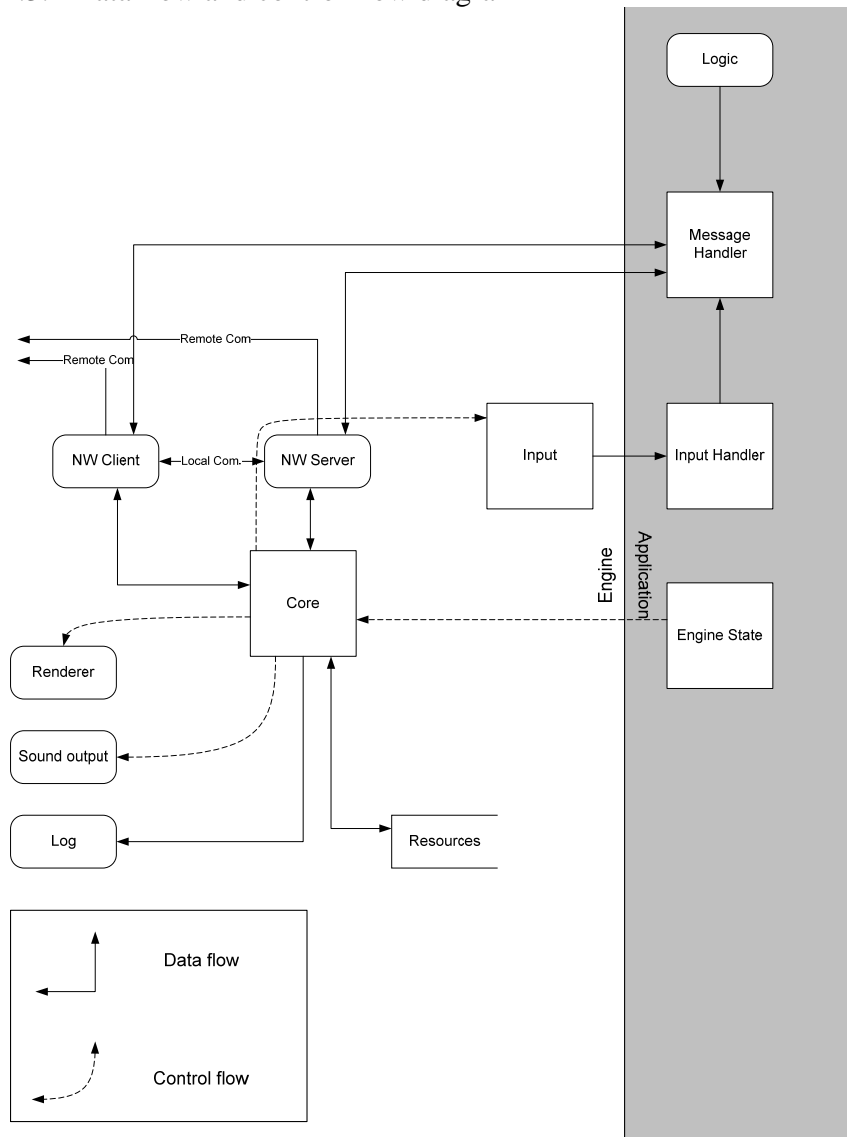 Logic
Message
Handler
Remote Com
Remote Com
NW Client
Local Com.
NW Server
Input
Input Handler
Engine
Application
Core
Engine State
Renderer
Sound output
Log
Resources
Data flow
Control flow